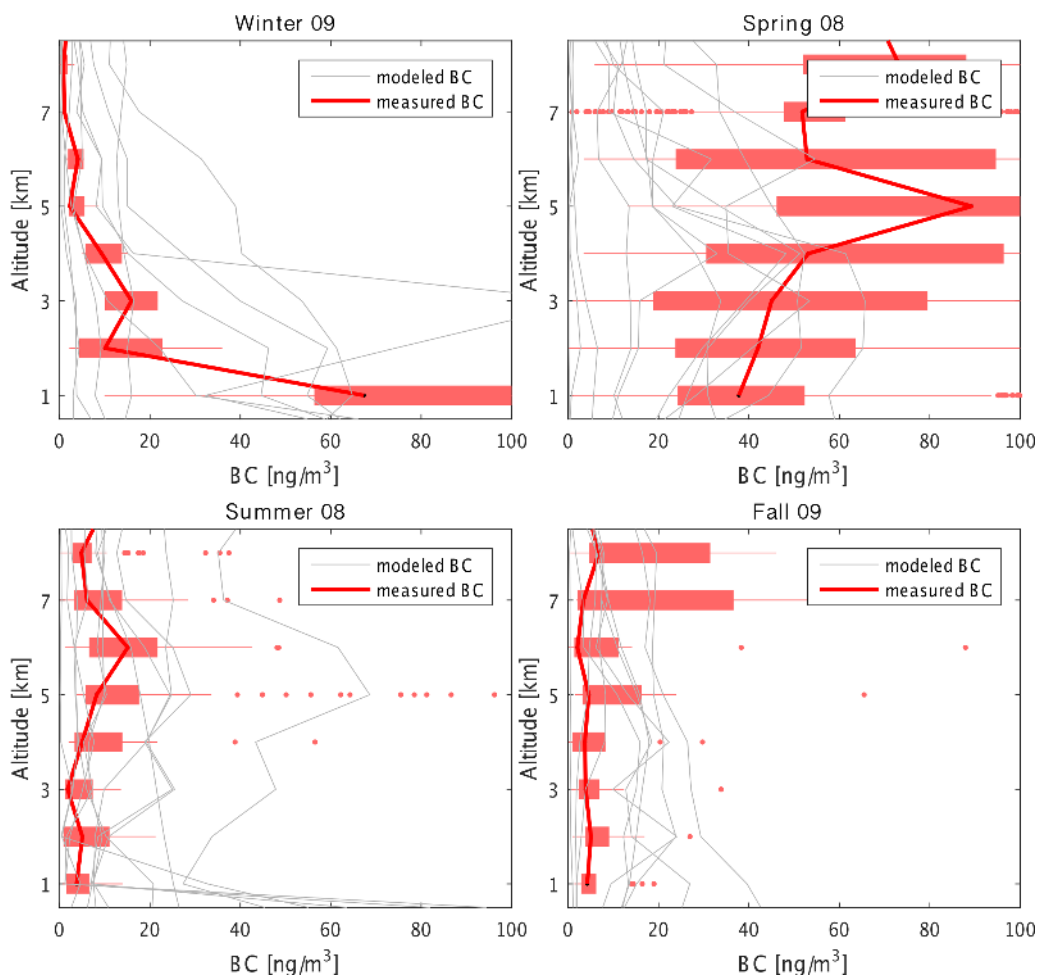 Winter 09
modeled BC
measured BC
Altitude [km]
7
5
3
1
0
20
40
60
80
100
BC [ng/m³]
Spring 08
modeled BC
measured BC
Altitude [km]
7
5
3
1
0
20
40
60
80
100
BC [ng/m³]
Summer 08
modeled BC
measured BC
Altitude [km]
7
5
3
1
0
20
40
60
80
100
BC [ng/m³]
Fall 09
modeled BC
measured BC
Altitude [km]
7
5
3
1
0
20
40
60
80
100
BC [ng/m³]